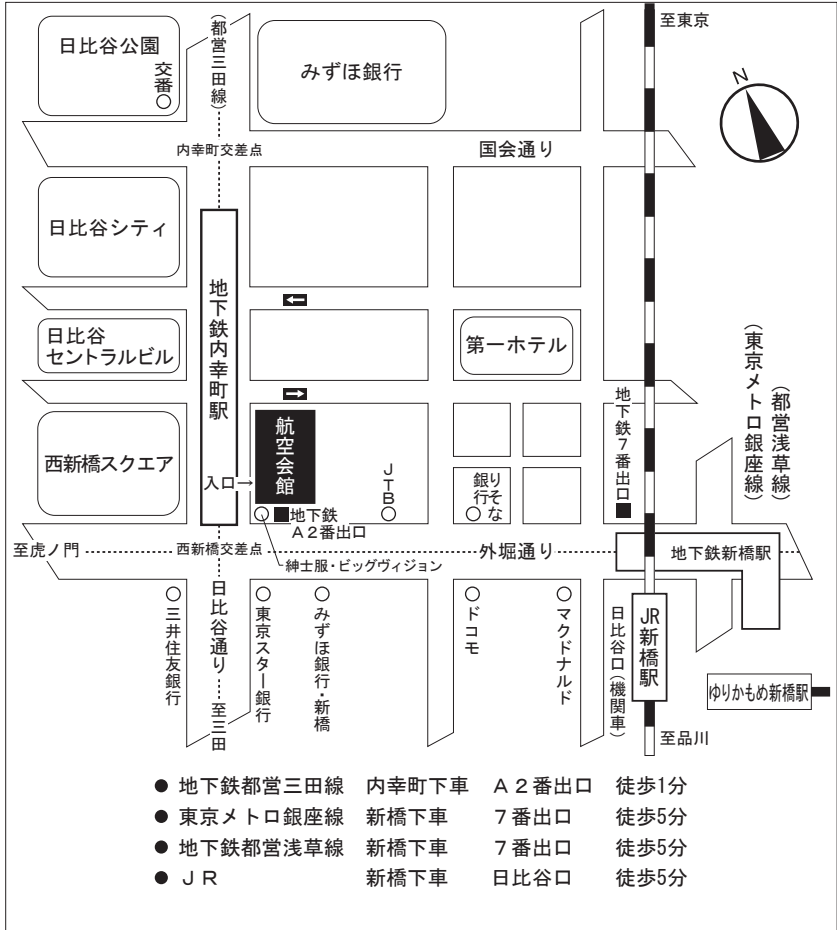 至東京
日比谷公園
交番
(都営三田線)
みずほ銀行
N
内幸町交差点
国会通り
日比谷シティ
地下鉄内幸町駅
←
日比谷
セントラルビル
第一ホテル
→
航空会館
入口→
西新橋スクエア
地下鉄
A2番出口
JTB
りそな
銀行
地下鉄7番出口
(都営浅草線)
(東京メトロ銀座線)
至虎ノ門
西新橋交差点
外堀通り
地下鉄新橋駅
紳士服・ビッグヴィジョン
三井住友銀行
日比谷通り
至三田
東京スター銀行
みずほ銀行・新橋
ドコモ
マクドナルド
日比谷口(機関車)
JR新橋駅
ゆりかもめ新橋駅
至品川
● 地下鉄都営三田線 内幸町下車 A2番出口 徒歩1分
● 東京メトロ銀座線 新橋下車 7番出口 徒歩5分
● 地下鉄都営浅草線 新橋下車 7番出口 徒歩5分
● JR 新橋下車 日比谷口 徒歩5分